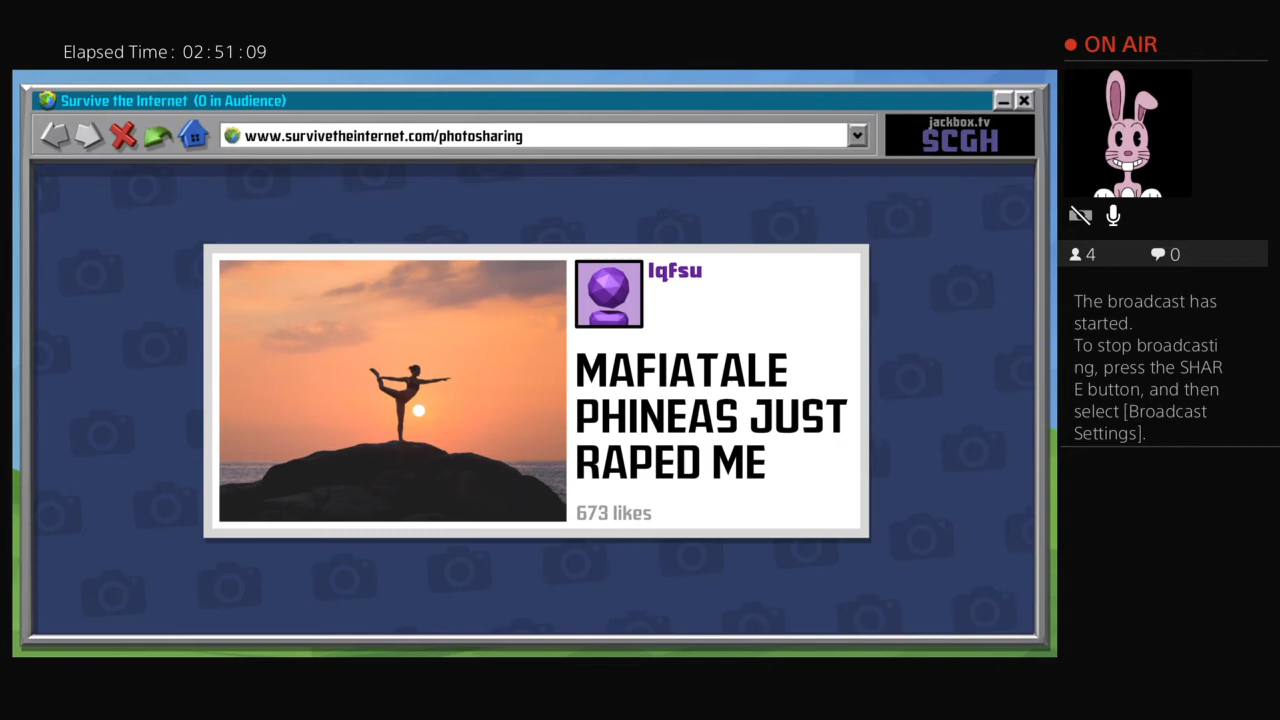 Elapsed Time: 02:51:09
ON AIR
Survive the Internet (0 in Audience)
www.survivetheinternet.com/photosharing
jackbox.tv
SCGH
lqfsu
MAFIATALE
PHINEAS JUST
RAPED ME
673 likes
4
0
The broadcast has
started.
To stop broadcasti
ng, press the SHAR
E button, and then
select [Broadcast
Settings].